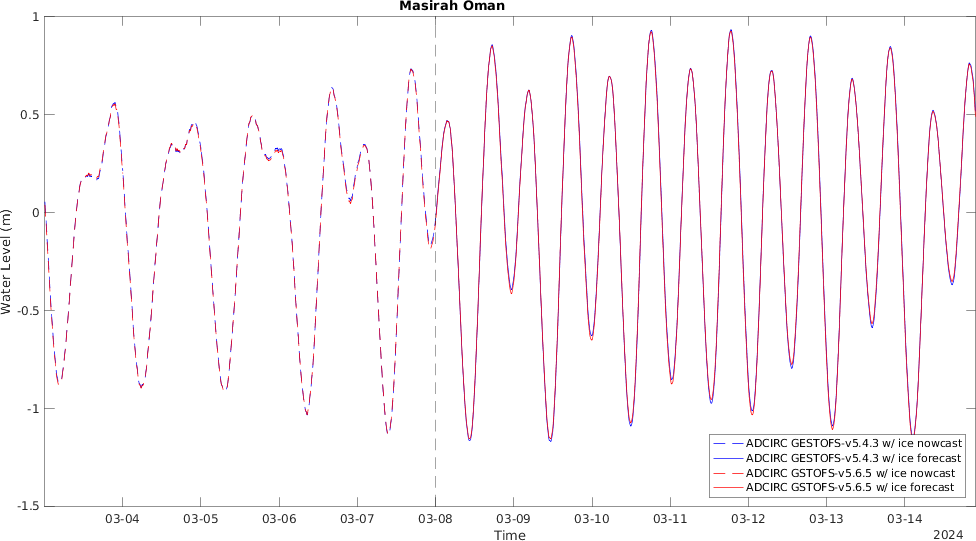 Masirah Oman
1
0.5
0
-0.5
-1
-1.5
Water Level (m)
ADCIRC GESTOFS-v5.4.3 w/ ice nowcast
ADCIRC GESTOFS-v5.4.3 w/ ice forecast
ADCIRC GSTOFS-v5.6.5 w/ ice nowcast
ADCIRC GSTOFS-v5.6.5 w/ ice forecast
03-04 03-05 03-06 03-07 03-08 03-09 03-10 03-11 03-12 03-13 03-14
Time
2024